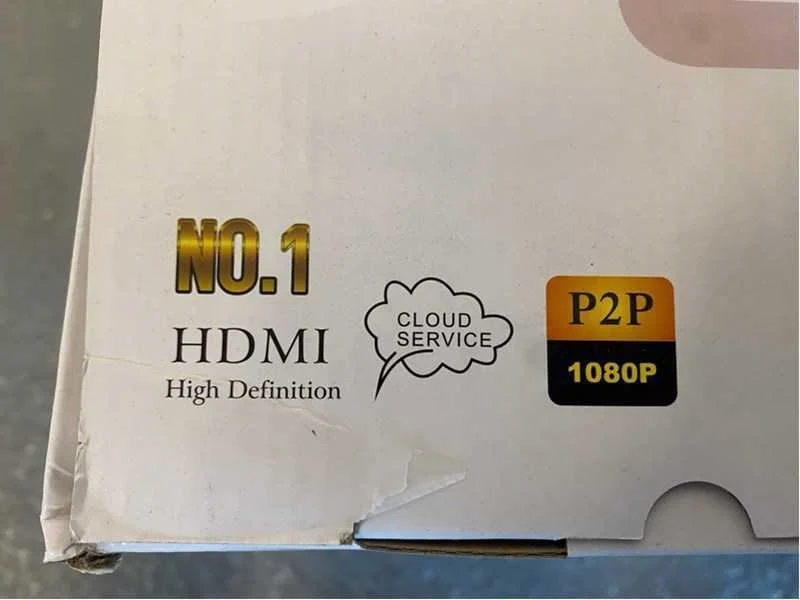 NO.1
HDMI
High Definition
CLOUD
SERVICE
P2P
1080P